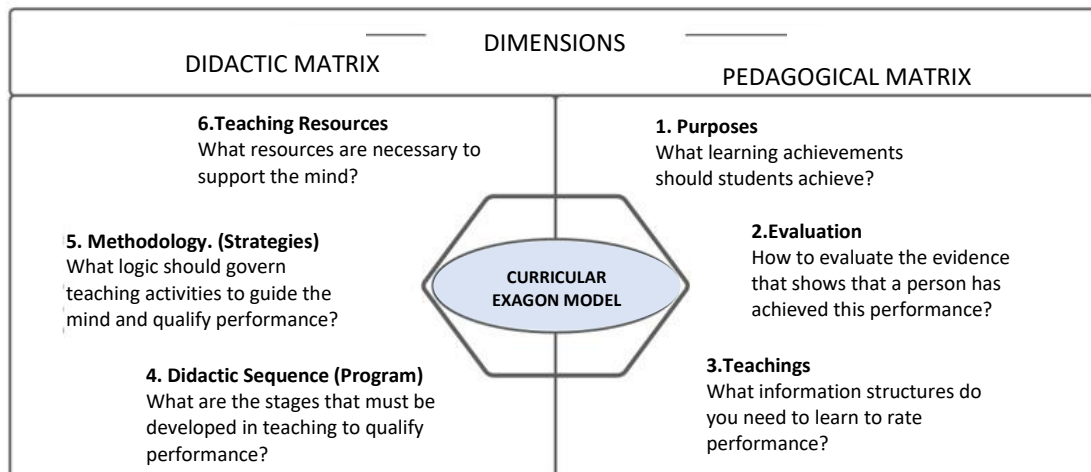 DIMENSIONS
DIDACTIC MATRIX
PEDAGOGICAL MATRIX
6.Teaching Resources
What resources are necessary to
support the mind?
5. Methodology. (Strategies)
What logic should govern
teaching activities to guide the
mind and qualify performance?
4. Didactic Sequence (Program)
What are the stages that must be
developed in teaching to qualify
performance?
CURRICULAR
EXAGON MODEL
1. Purposes
What learning achievements
should students achieve?
2.Evaluation
How to evaluate the evidence
that shows that a person has
achieved this performance?
3.Teachings
What information structures do
you need to learn to rate
performance?